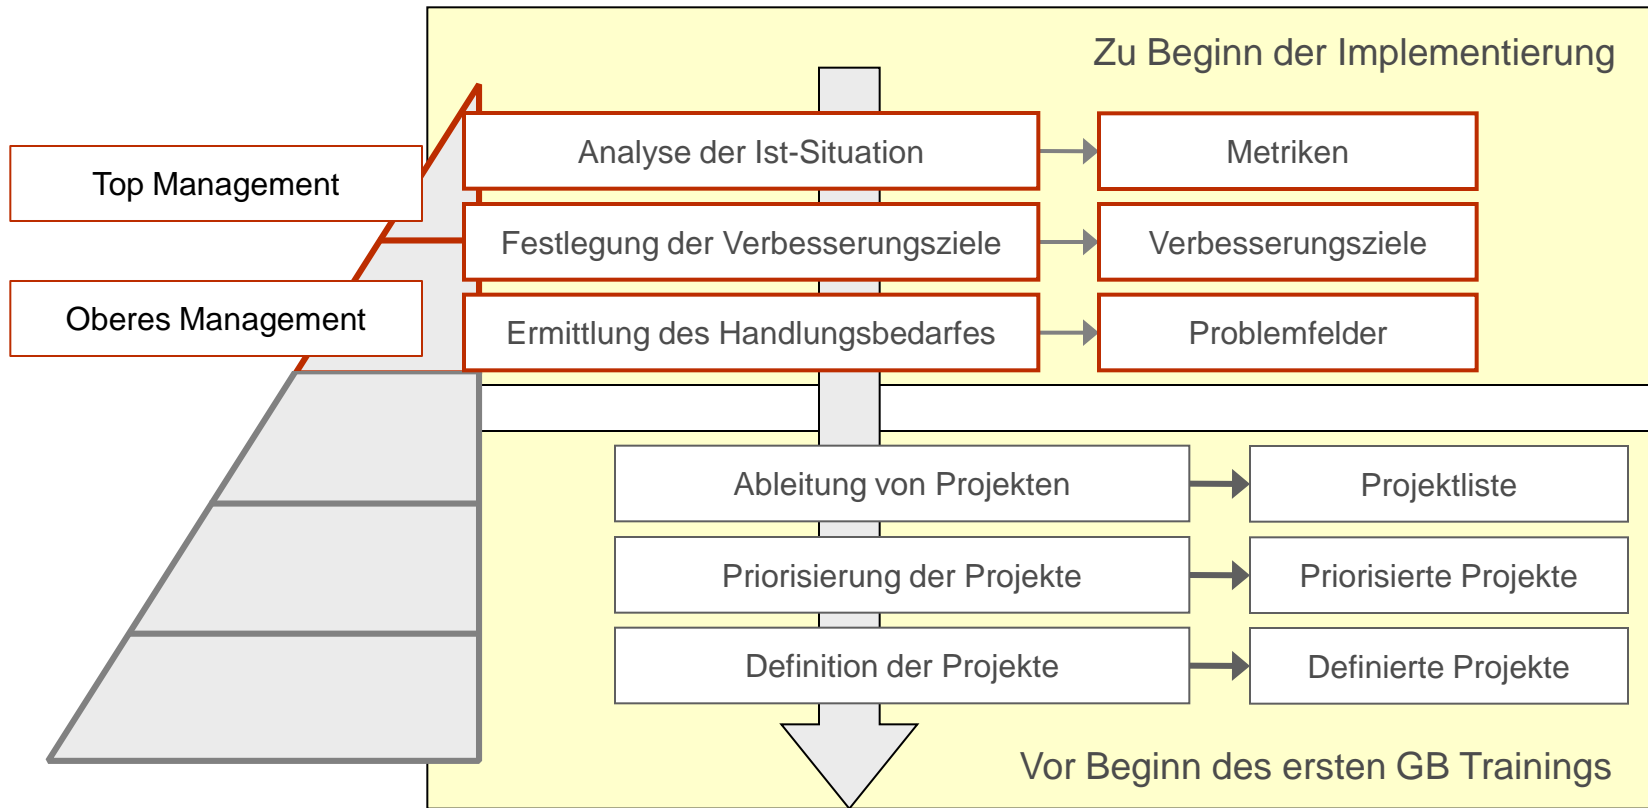 Zu Beginn der Implementierung
Top Management
Analyse der Ist-Situation
Metriken
Festlegung der Verbesserungsziele
Verbesserungsziele
Oberes Management
Ermittlung des Handlungsbedarfes
Problemfelder
Ableitung von Projekten
Projektliste
Priorisierung der Projekte
Priorisierte Projekte
Definition der Projekte
Definierte Projekte
Vor Beginn des ersten GB Trainings